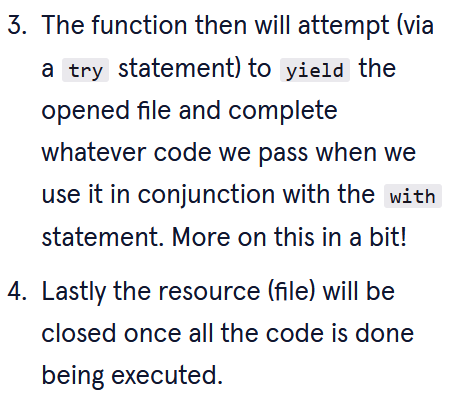 3. The function then will attempt (via
a try statement) to yield the
opened file and complete
whatever code we pass when we
use it in conjunction with the with
statement. More on this in a bit!
4. Lastly the resource (file) will be
closed once all the code is done
being executed.